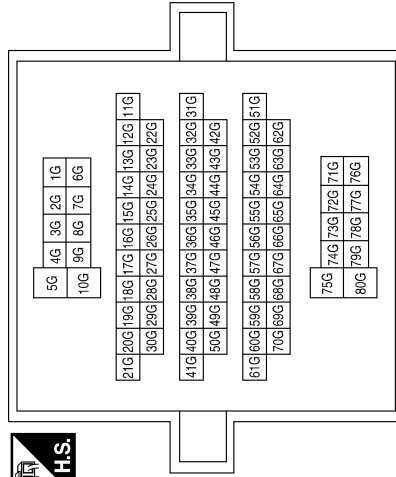 H.S.
5G 4G 3G 2G 1G
10G 9G 8G 7G 6G
21G 20G 19G 18G 17G 16G 15G 14G 13G 12G 11G
30G 29G 28G 27G 26G 25G 24G 23G 22G
41G 40G 39G 38G 37G 36G 35G 34G 33G 32G 31G
50G 49G 48G 47G 46G 45G 44G 43G 42G
61G 60G 59G 58G 57G 56G 55G 54G 53G 52G 51G
70G 69G 68G 67G 66G 65G 64G 63G 62G
75G 74G 73G 72G 71G
80G 79G 78G 77G 76G